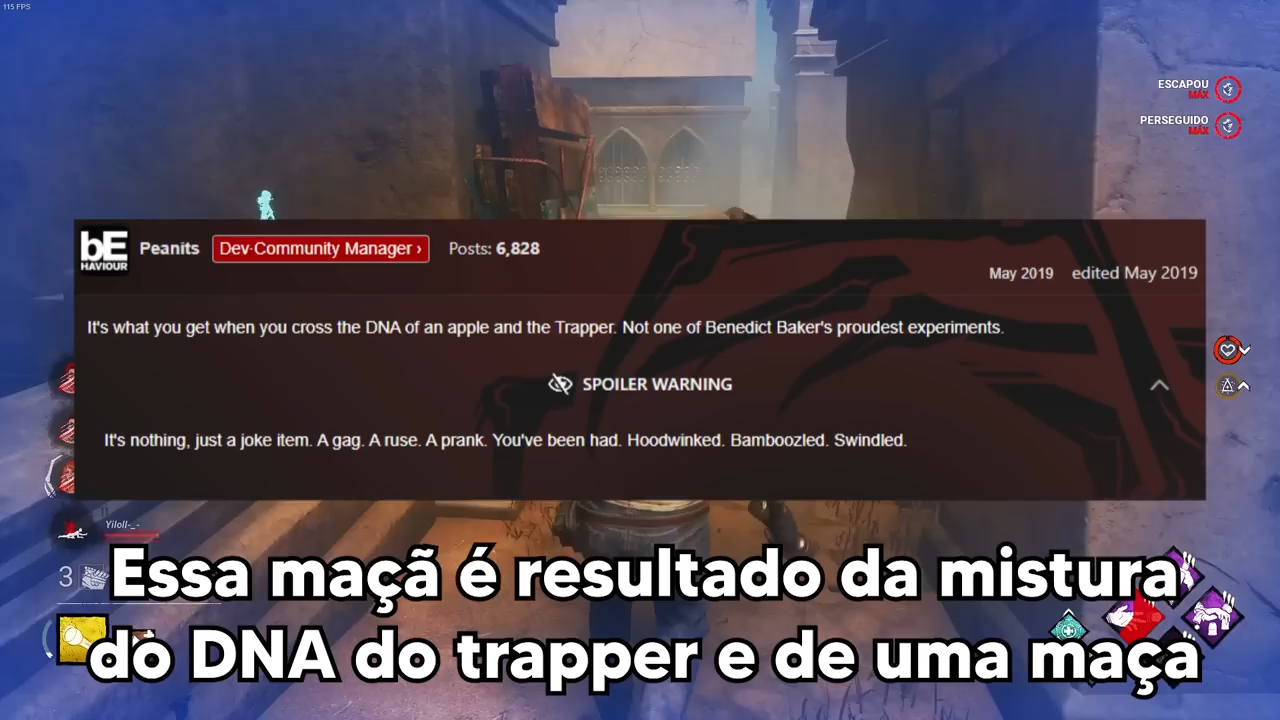 115 FPS
ESCAPOU
MÁX
PERSEGUIDO
MÁX
bE
HAVIOUR
Peanits
Dev·Community Manager ›
Posts: 6,828
May 2019 edited May 2019
It's what you get when you cross the DNA of an apple and the Trapper. Not one of Benedict Baker's proudest experiments.
SPOILER WARNING
It's nothing, just a joke item. A gag. A ruse. A prank. You've been had. Hoodwinked. Bamboozled. Swindled.
Yiloll-_-
3
Essa maçã é resultado da mistura
do DNA do trapper e de uma maça